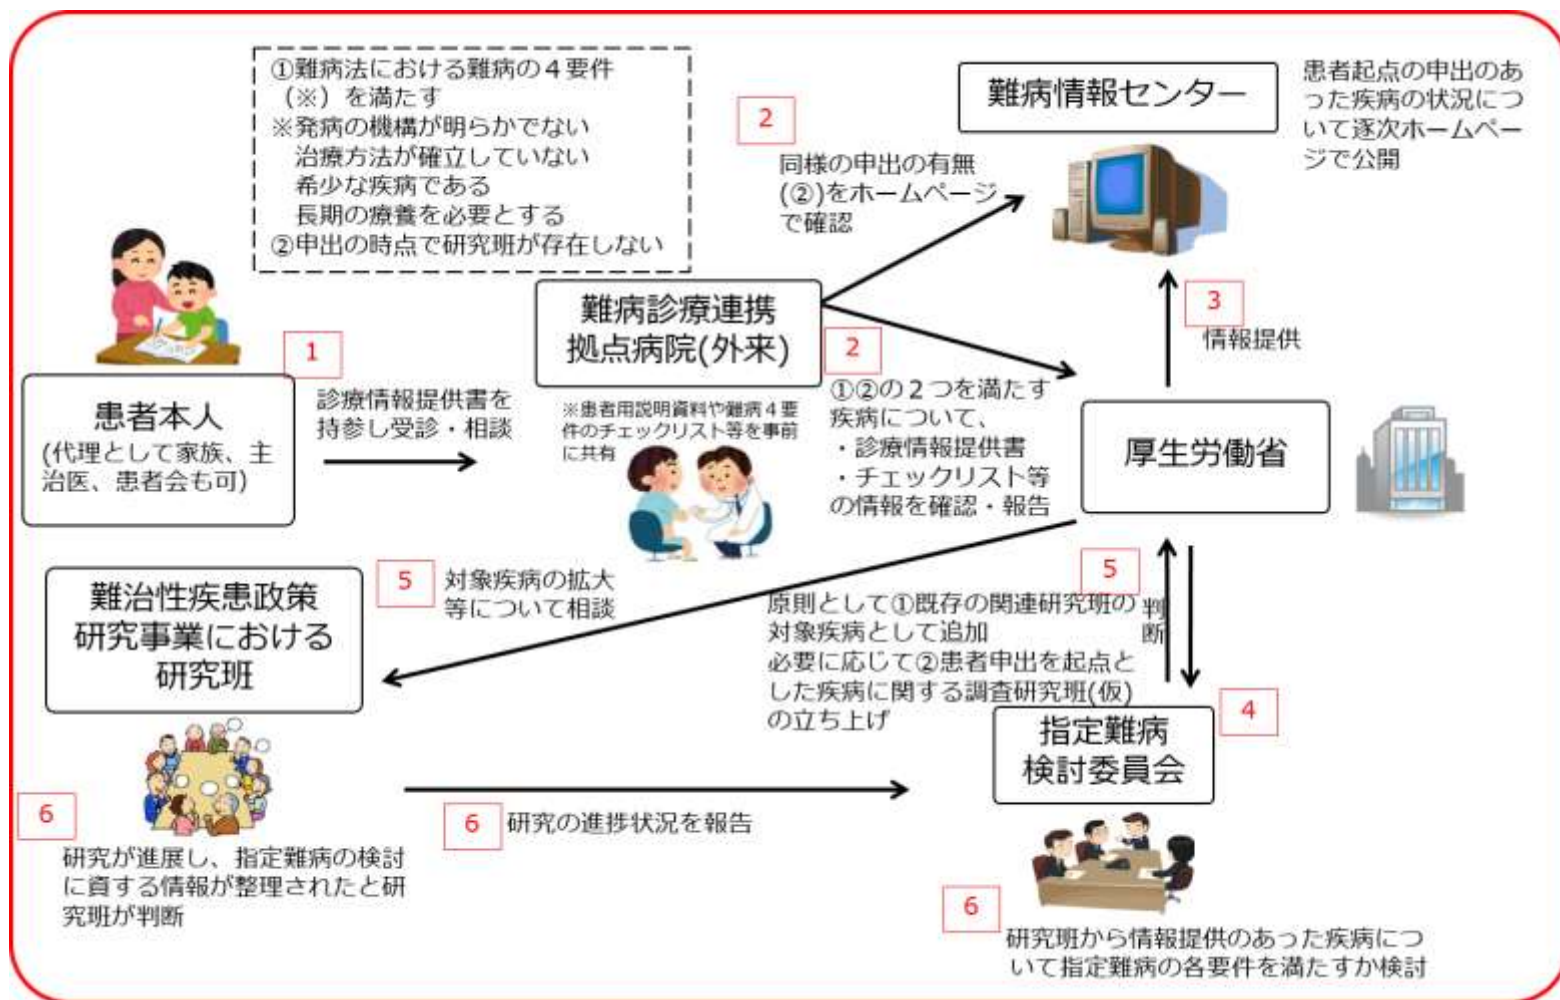 ①難病法における難病の４要件
（※）を満たす
※発病の機構が明らかでない
治療方法が確立していない
希少な疾病である
長期の療養を必要とする
②申出の時点で研究班が存在しない
2
同様の申出の有無
(②)をホームページ
で確認
難病情報センター
患者起点の申出のあ
った疾病の状況につ
いて逐次ホームペー
ジで公開
3
情報提供
1
患者本人
(代理として家族、主
治医、患者会も可)
診療情報提供書を
持参し受診・相談
難病診療連携
拠点病院(外来)
※患者用説明資料や難病４要
件のチェックリスト等を事前
に共有
2
①②の２つを満たす
疾病について、
・診療情報提供書
・チェックリスト等
の情報を確認・報告
厚生労働省
難治性疾患政策
研究事業における
研究班
5
対象疾病の拡大
等について相談
5
判
断
原則として①既存の関連研究班の
対象疾病として追加
必要に応じて②患者申出を起点と
した疾病に関する調査研究班(仮)
の立ち上げ
4
指定難病
検討委員会
6
研究が進展し、指定難病の検討
に資する情報が整理されたと研
究班が判断
6
研究の進捗状況を報告
6
研究班から情報提供のあった疾病につ
いて指定難病の各要件を満たすか検討